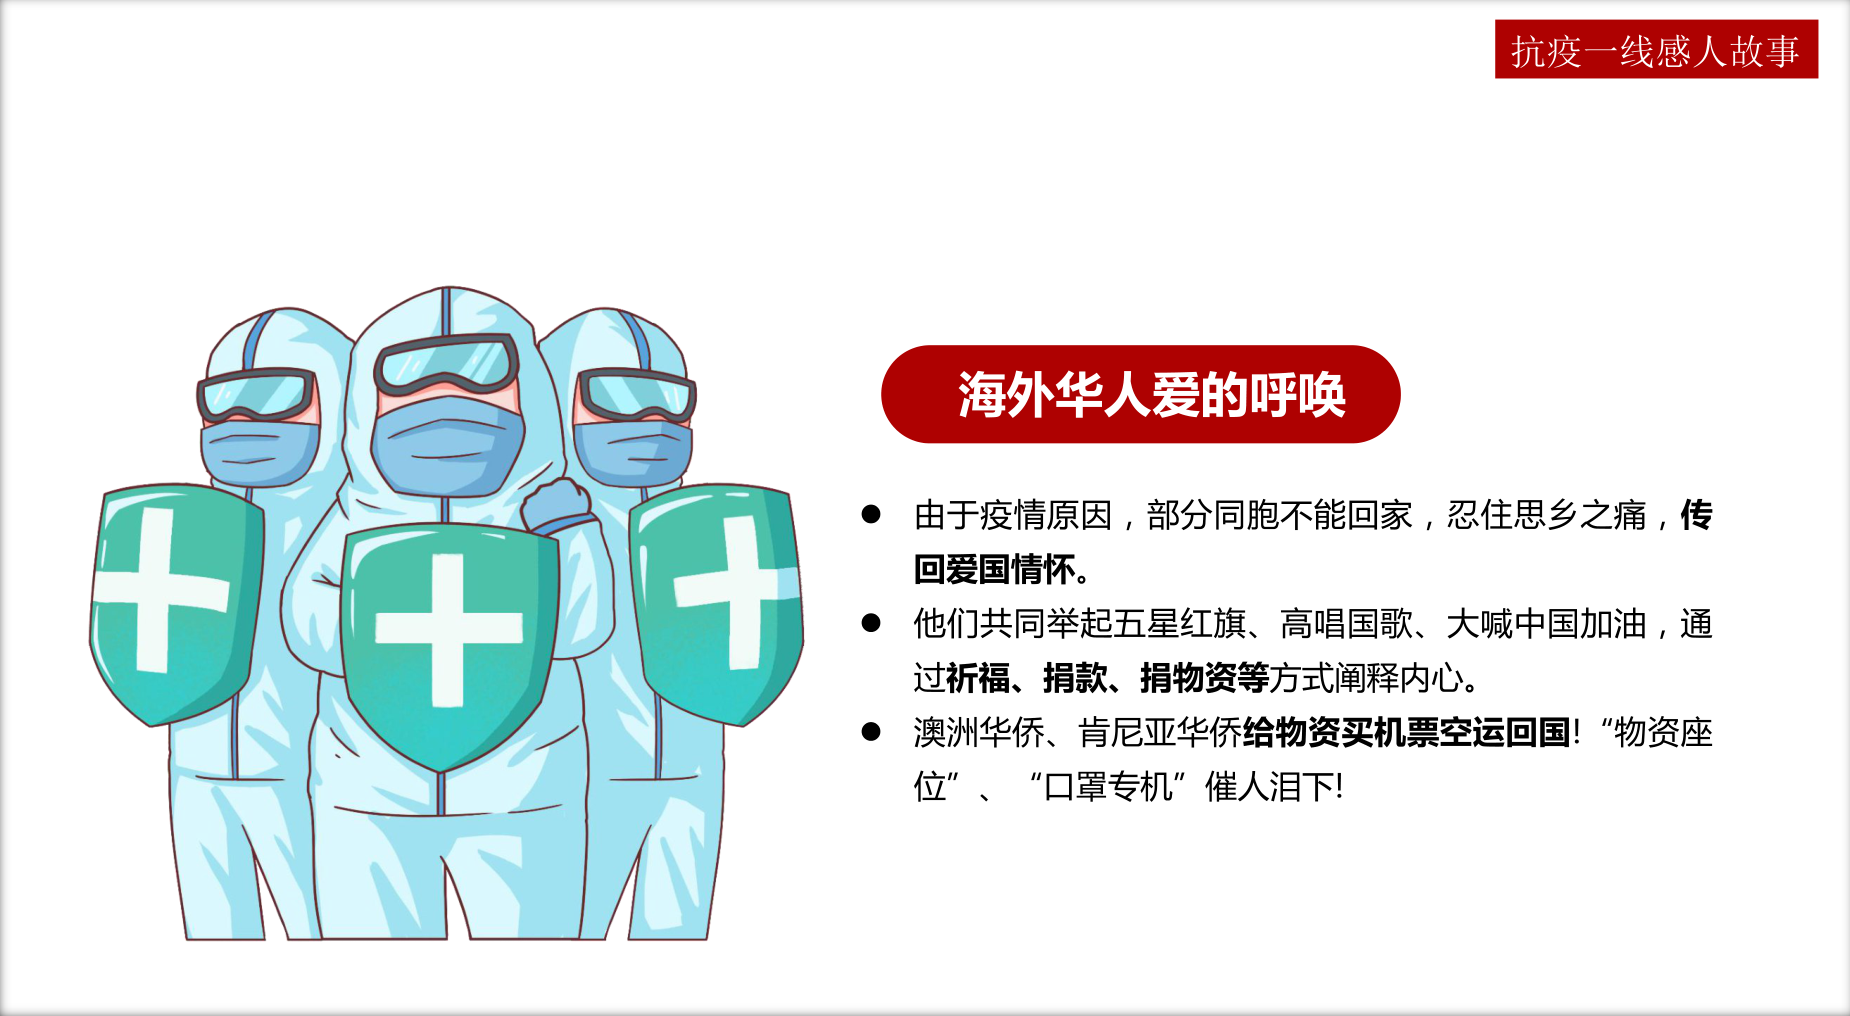 抗疫一线感人故事
海外华人爱的呼唤
● 由于疫情原因，部分同胞不能回家，忍住思乡之痛，传
回爱国情怀。
● 他们共同举起五星红旗、高唱国歌、大喊中国加油，通
过祈福、捐款、捐物资等方式阐释内心。
● 澳洲华侨、肯尼亚华侨给物资买机票空运回国!“物资座
位”、“口罩专机”催人泪下!